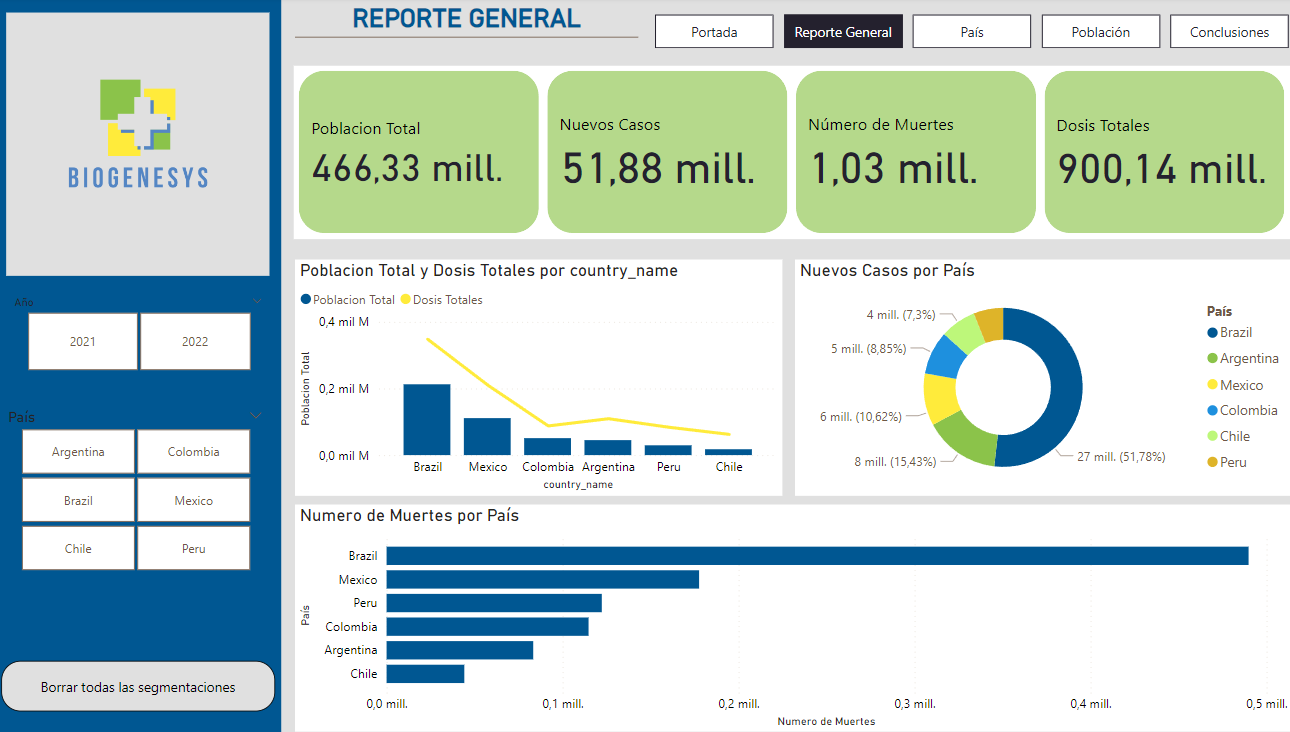 REPORTE GENERAL
Portada
Reporte General
País
Población
Conclusiones
BIOGENESYS
Poblacion Total
466,33 mill.
Nuevos Casos
51,88 mill.
Número de Muertes
1,03 mill.
Dosis Totales
900,14 mill.
Año
2021
2022
País
Argentina
Colombia
Brazil
Mexico
Chile
Peru
Borrar todas las segmentaciones
Poblacion Total y Dosis Totales por country_name
Poblacion Total Dosis Totales
Poblacion Total
0,4 mil M
0,2 mil M
0,0 mil M
Brazil Mexico Colombia Argentina Peru Chile
country_name
Nuevos Casos por País
4 mill. (7,3%)
5 mill. (8,85%)
6 mill. (10,62%)
8 mill. (15,43%)
27 mill. (51,78%)
País
Brazil
Argentina
Mexico
Colombia
Chile
Peru
Numero de Muertes por País
País
Brazil
Mexico
Peru
Colombia
Argentina
Chile
0,0 mill. 0,1 mill. 0,2 mill. 0,3 mill. 0,4 mill. 0,5 mill.
Numero de Muertes